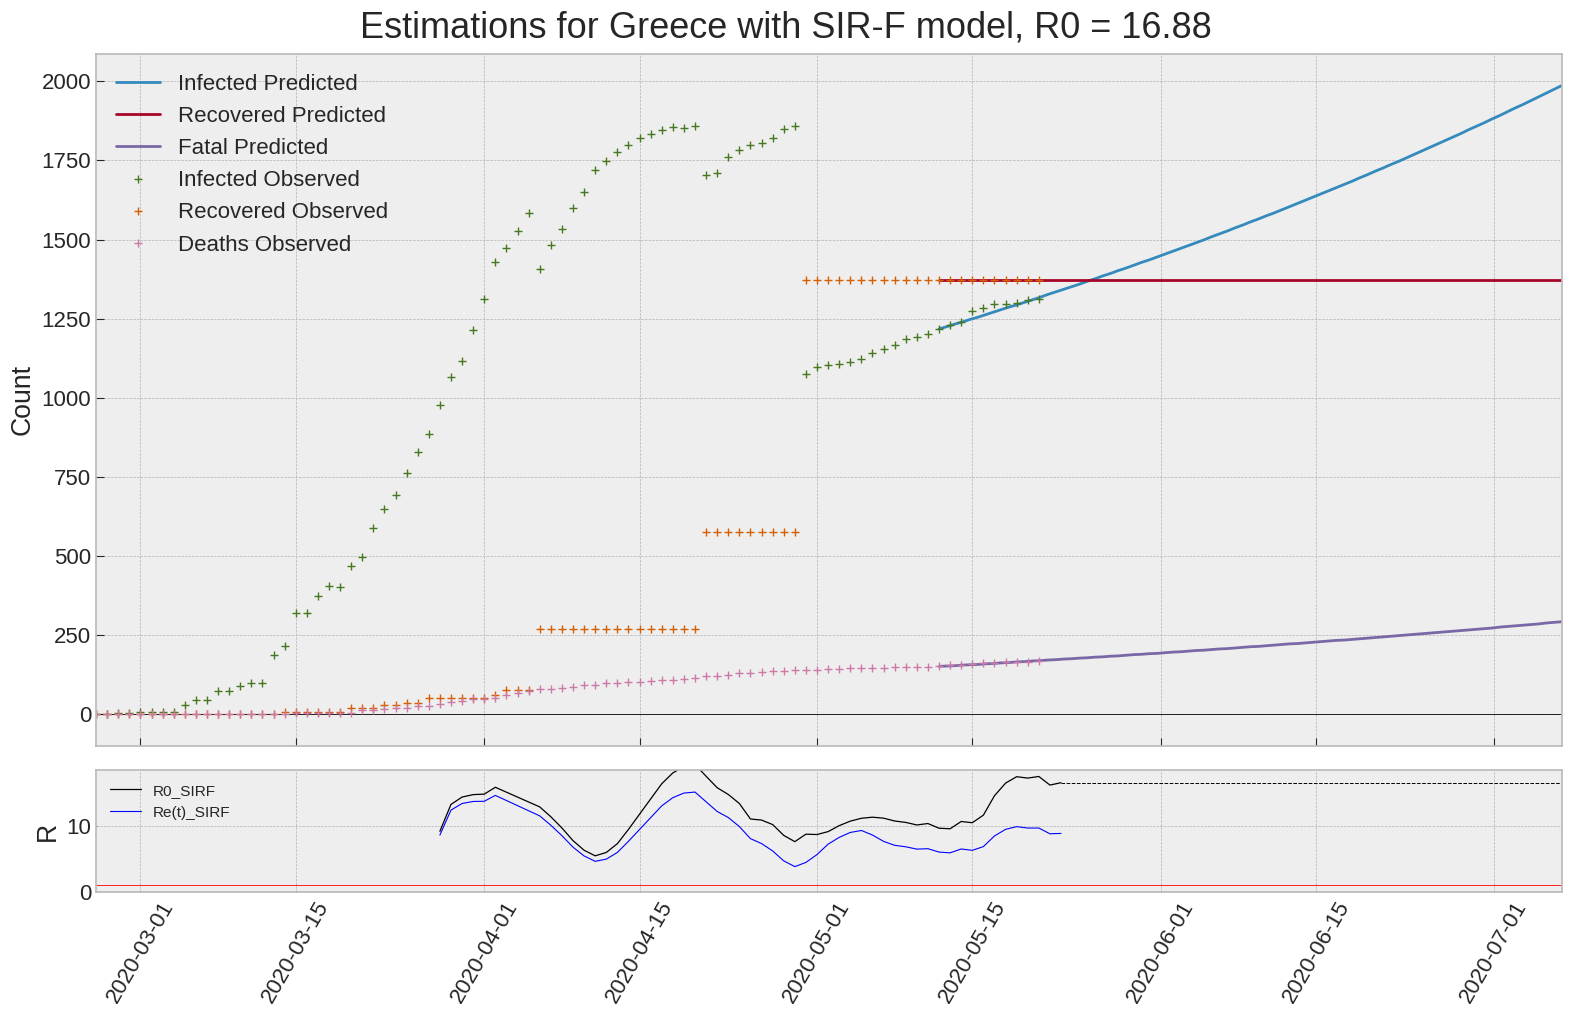 Estimations for Greece with SIR-F model, R0 = 16.88
Infected Predicted
Recovered Predicted
Fatal Predicted
Infected Observed
Recovered Observed
Deaths Observed
2000
1750
1500
1250
1000
750
500
250
0
Count
R0_SIRF
Re(t)_SIRF
10
0
R
2020-03-01
2020-03-15
2020-04-01
2020-04-15
2020-05-01
2020-05-15
2020-06-01
2020-06-15
2020-07-01